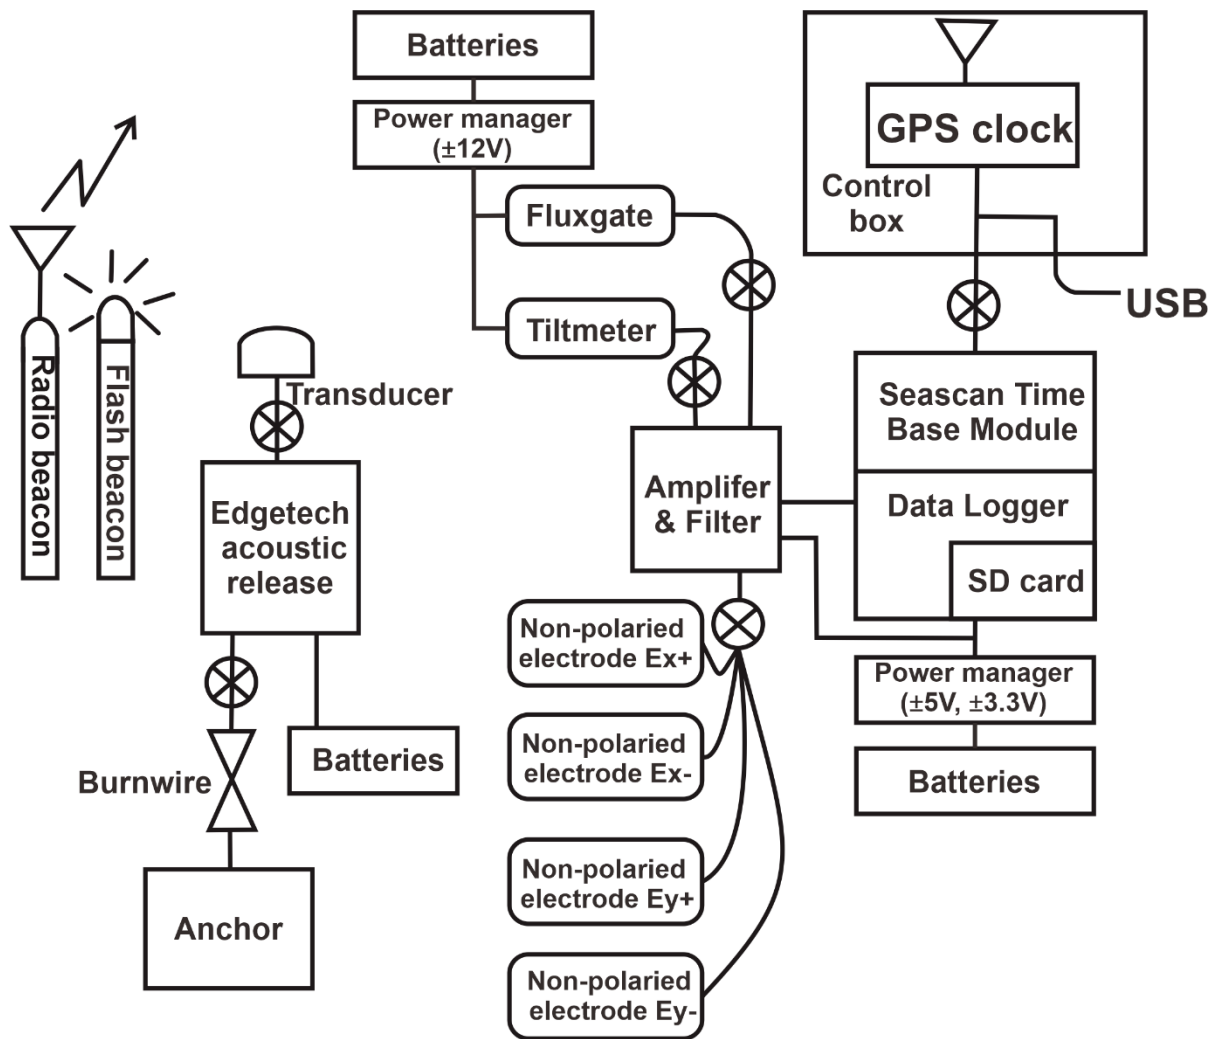 Batteries
Power manager
(±12V)
Fluxgate
Tiltmeter
GPS clock
Control
box
USB
Radio beacon
Flash beacon
Transducer
Edgetech
acoustic
release
Burnwire
Batteries
Anchor
Amplifer
& Filter
Seascan Time
Base Module
Data Logger
SD card
Power manager
(±5V, ±3.3V)
Batteries
Non-polaried
electrode Ex+
Non-polaried
electrode Ex-
Non-polaried
electrode Ey+
Non-polaried
electrode Ey-